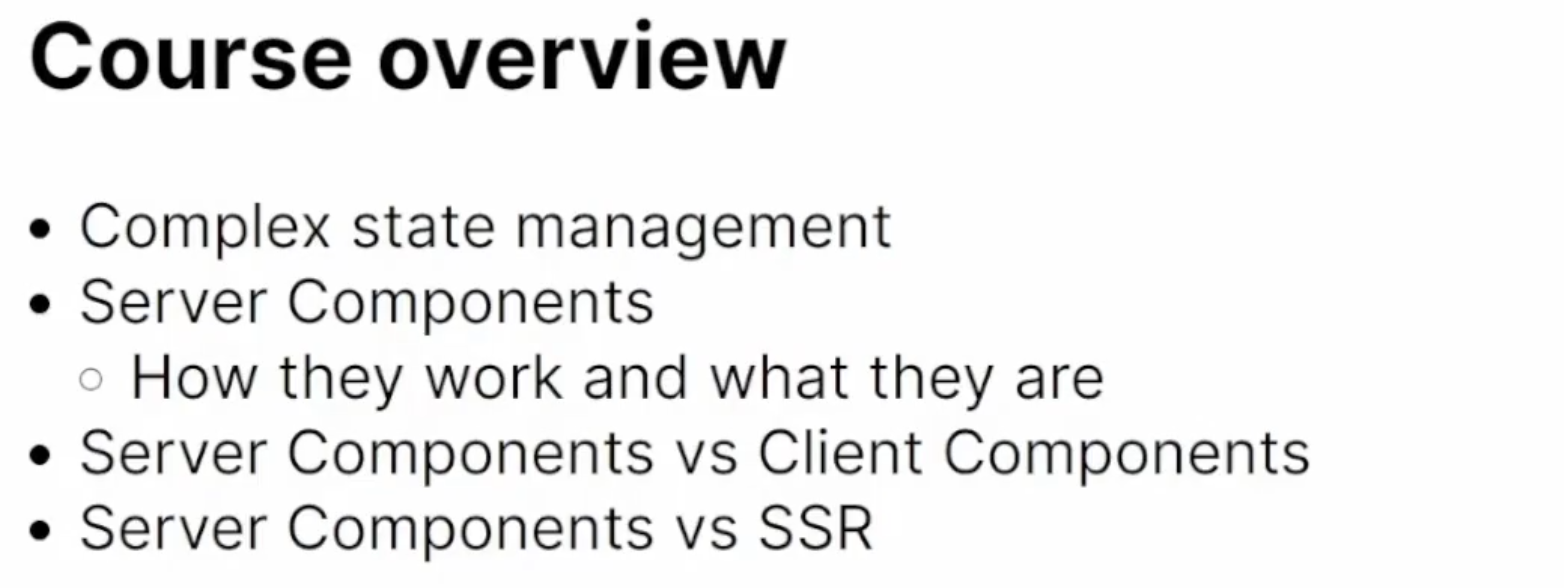 Course overview
• Complex state management
• Server Components
○ How they work and what they are
• Server Components vs Client Components
• Server Components vs SSR